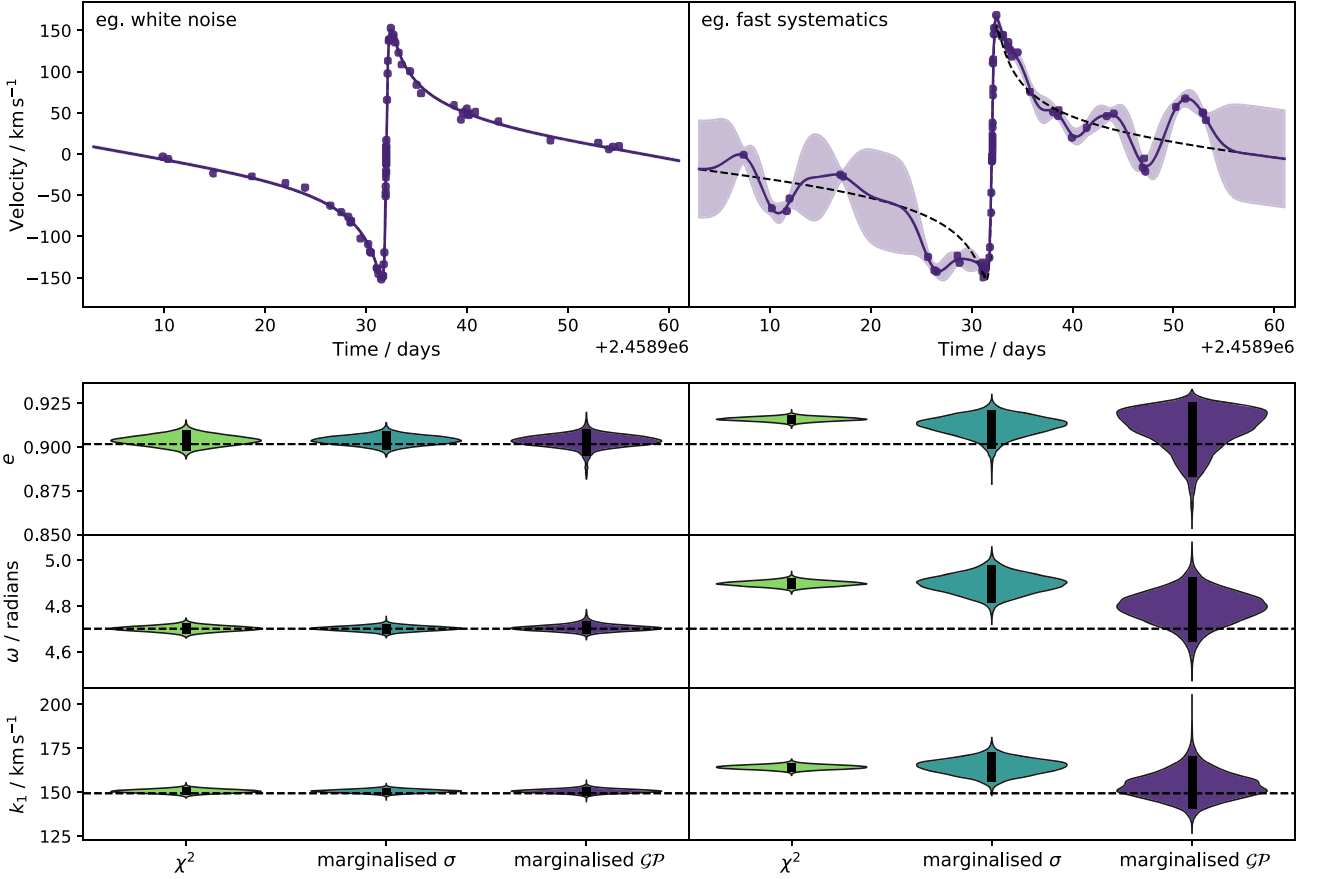 eg. white noise
eg. fast systematics
Velocity / km s⁻¹
150
100
50
0
−50
−100
−150
10 20 30 40 50 60
10 20 30 40 50 60
Time / days
+2.4589e6
Time / days
+2.4589e6
e
0.925
0.900
0.875
0.850
ω / radians
5.0
4.8
4.6
k₁ / km s⁻¹
200
175
150
125
χ²
marginalised σ
marginalised 𝒢𝒫
χ²
marginalised σ
marginalised 𝒢𝒫